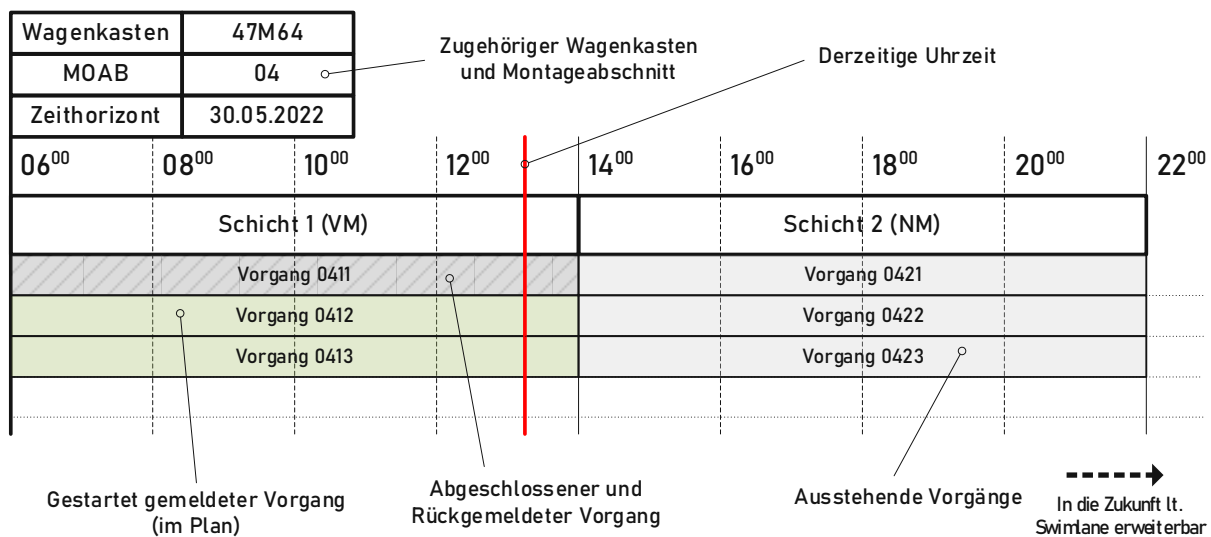 Wagenkasten 47M64
MOAB 04
Zeithorizont 30.05.2022
Zugehöriger Wagenkasten
und Montageabschnitt
Derzeitige Uhrzeit
06⁰⁰ 08⁰⁰ 10⁰⁰ 12⁰⁰ 14⁰⁰ 16⁰⁰ 18⁰⁰ 20⁰⁰ 22⁰⁰
Schicht 1 (VM) Schicht 2 (NM)
Vorgang 0411 Vorgang 0421
Vorgang 0412 Vorgang 0422
Vorgang 0413 Vorgang 0423
Gestartet gemeldeter Vorgang
(im Plan)
Abgeschlossener und
Rückgemeldeter Vorgang
Ausstehende Vorgänge
In die Zukunft lt.
Swimlane erweiterbar